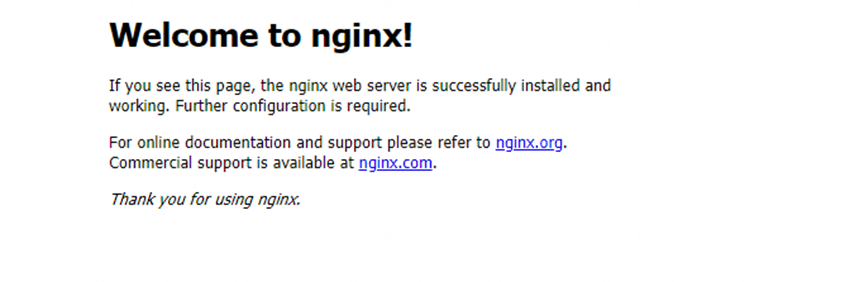 Welcome to nginx!
If you see this page, the nginx web server is successfully installed and
working. Further configuration is required.
For online documentation and support please refer to nginx.org.
Commercial support is available at nginx.com.
Thank you for using nginx.